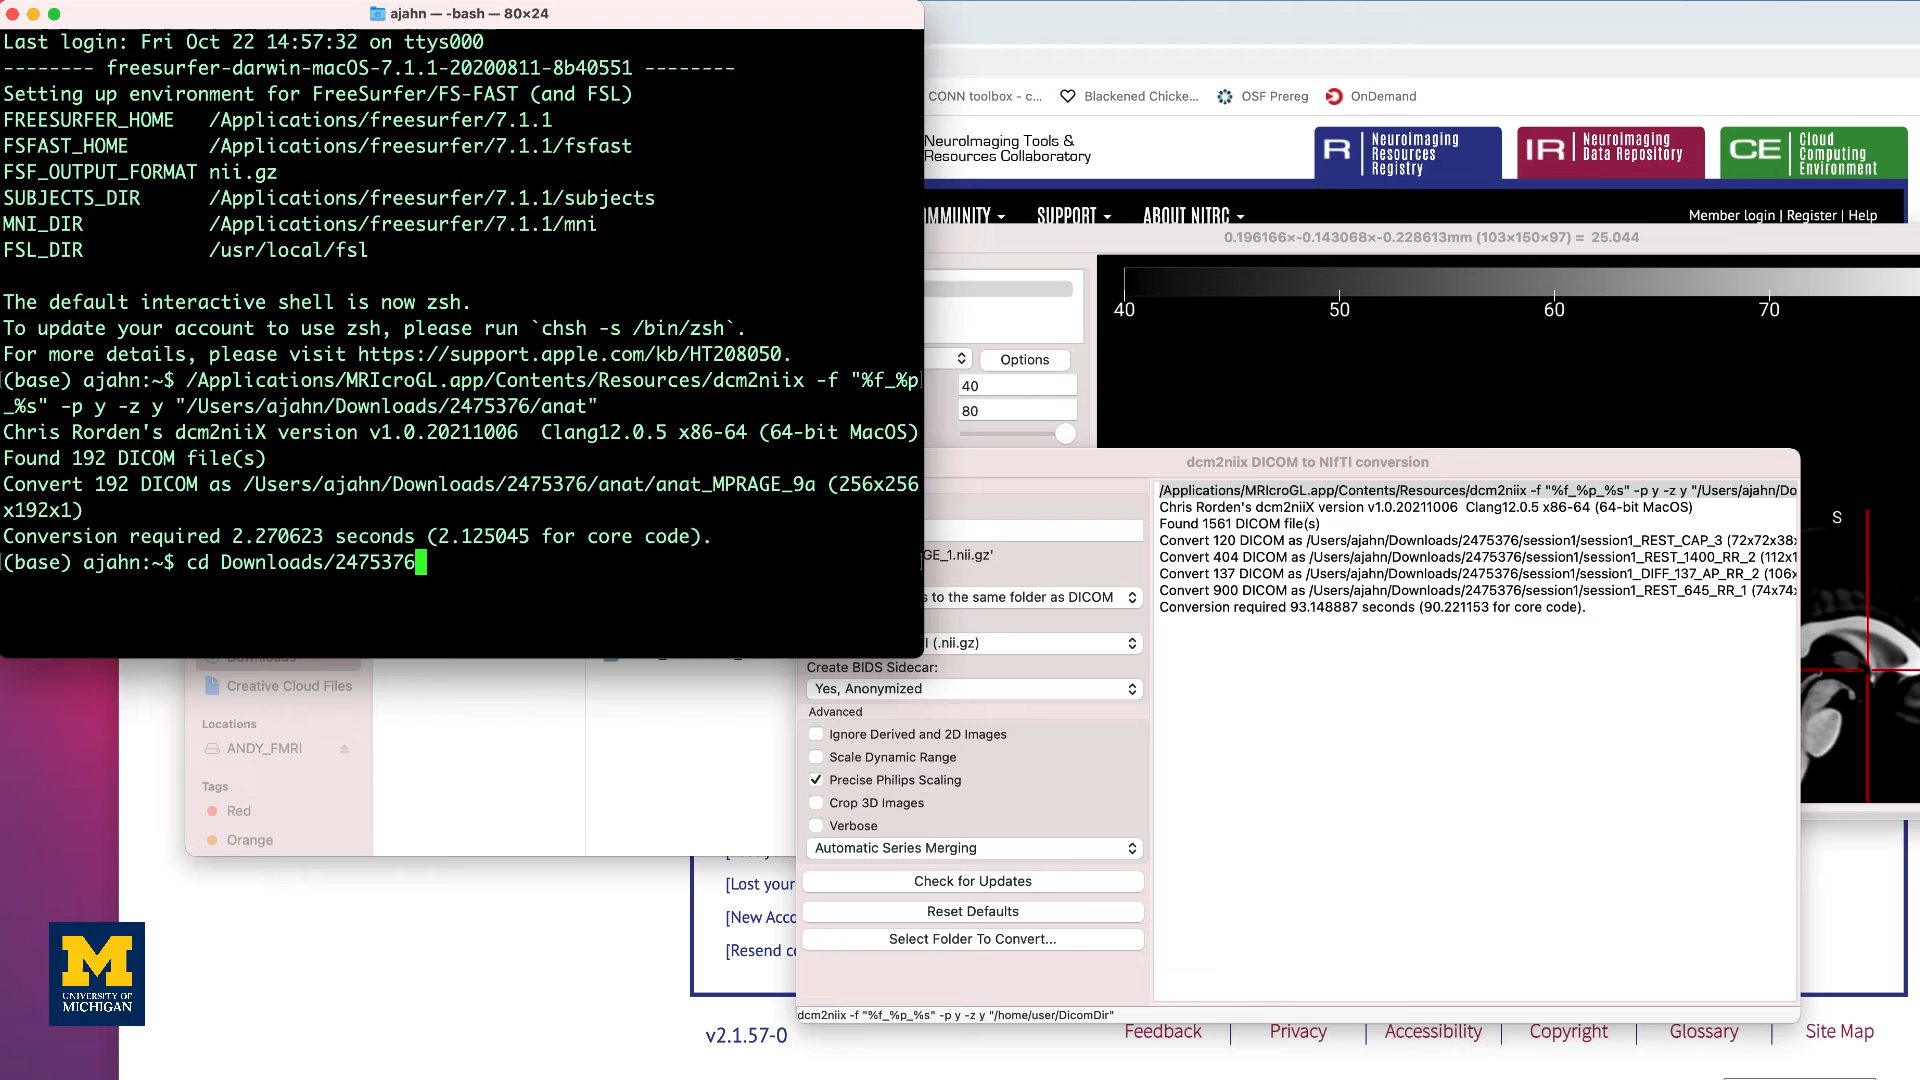 ajahn — -bash — 80×24
Last login: Fri Oct 22 14:57:32 on ttys000
-------- freesurfer-darwin-macOS-7.1.1-20200811-8b40551 --------
Setting up environment for FreeSurfer/FS-FAST (and FSL)
FREESURFER_HOME /Applications/freesurfer/7.1.1
FSFAST_HOME /Applications/freesurfer/7.1.1/fsfast
FSF_OUTPUT_FORMAT nii.gz
SUBJECTS_DIR /Applications/freesurfer/7.1.1/subjects
MNI_DIR /Applications/freesurfer/7.1.1/mni
FSL_DIR /usr/local/fsl
The default interactive shell is now zsh.
To update your account to use zsh, please run `chsh -s /bin/zsh`.
For more details, please visit https://support.apple.com/kb/HT208050.
(base) ajahn:~$ /Applications/MRIcroGL.app/Contents/Resources/dcm2niix -f "%f_%p
_%s" -p y -z y "/Users/ajahn/Downloads/2475376/anat"
Chris Rorden's dcm2niiX version v1.0.20211006 Clang12.0.5 x86-64 (64-bit MacOS)
Found 192 DICOM file(s)
Convert 192 DICOM as /Users/ajahn/Downloads/2475376/anat/anat_MPRAGE_9a (256x256
x192x1)
Conversion required 2.270623 seconds (2.125045 for core code).
(base) ajahn:~$ cd Downloads/2475376
CONN toolbox - c... Blackened Chicke... OSF Prereg OnDemand
NeuroImaging Tools &
Resources Collaboratory
R Neuroimaging
Resources
Registry
IR Neuroimaging
Data Repository
CE Cloud
Computing
Environment
OMMUNITY SUPPORT ABOUT NITRC
Member login | Register | Help
0.196166×-0.143068×-0.228613mm (103×150×97) = 25.044
40 50 60 70
Options
40
80
S
dcm2niix DICOM to NIfTI conversion
GE_1.nii.gz'
s to the same folder as DICOM
I (.nii.gz)
Create BIDS Sidecar:
Yes, Anonymized
Advanced
Ignore Derived and 2D Images
Scale Dynamic Range
Precise Philips Scaling
Crop 3D Images
Verbose
Automatic Series Merging
Check for Updates
Reset Defaults
Select Folder To Convert...
/Applications/MRIcroGL.app/Contents/Resources/dcm2niix -f "%f_%p_%s" -p y -z y "/Users/ajahn/Do
Chris Rorden's dcm2niiX version v1.0.20211006 Clang12.0.5 x86-64 (64-bit MacOS)
Found 1561 DICOM file(s)
Convert 120 DICOM as /Users/ajahn/Downloads/2475376/session1/session1_REST_CAP_3 (72x72x38x
Convert 404 DICOM as /Users/ajahn/Downloads/2475376/session1/session1_REST_1400_RR_2 (112x1
Convert 137 DICOM as /Users/ajahn/Downloads/2475376/session1/session1_DIFF_137_AP_RR_2 (106x
Convert 900 DICOM as /Users/ajahn/Downloads/2475376/session1/session1_REST_645_RR_1 (74x74x
Conversion required 93.148887 seconds (90.221153 for core code).
dcm2niix -f "%f_%p_%s" -p y -z y "/home/user/DicomDir"
Downloads
Creative Cloud Files
Locations
ANDY_FMRI
Tags
Red
Orange
[Lost your
[New Acco
[Resend c
M
UNIVERSITY OF
MICHIGAN
v2.1.57-0
Feedback | Privacy | Accessibility | Copyright | Glossary | Site Map